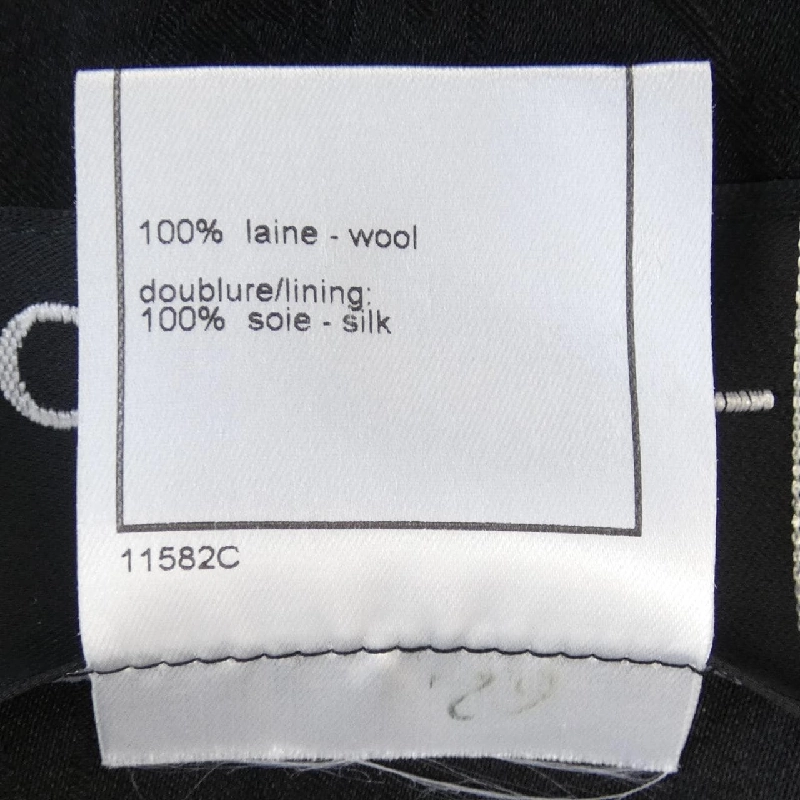 100% laine - wool
doublure/lining:
100% soie - silk
11582C